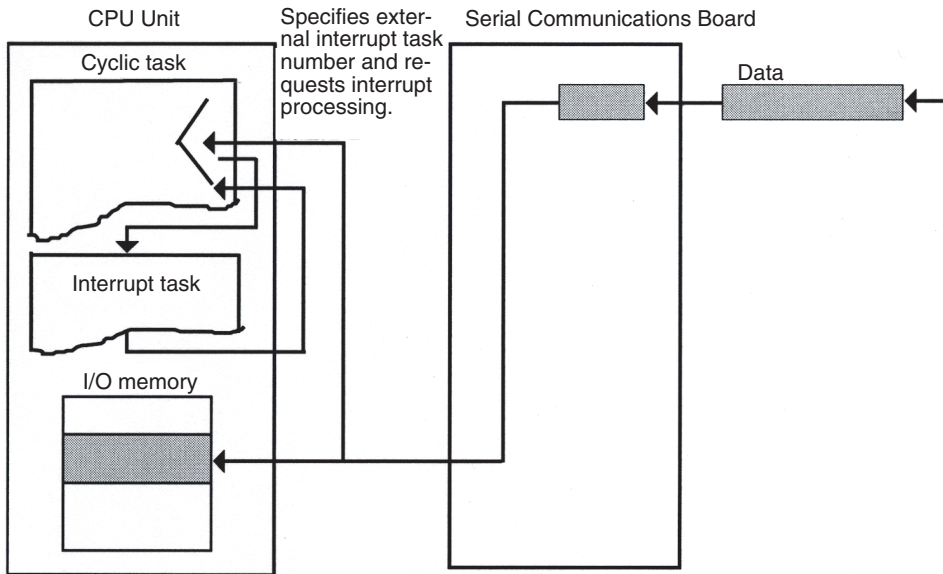 CPU Unit
Specifies exter-
nal interrupt task
number and re-
quests interrupt
processing.
Serial Communications Board
Cyclic task
Data
Interrupt task
I/O memory